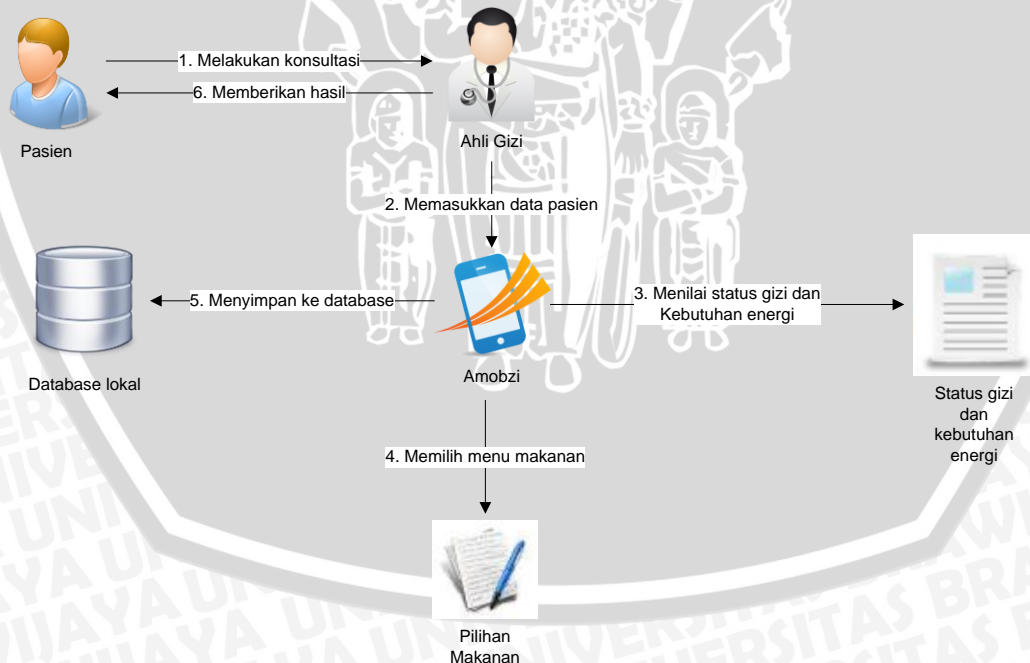 1. Melakukan konsultasi
6. Memberikan hasil
Pasien
Ahli Gizi
2. Memasukkan data pasien
5. Menyimpan ke database
3. Menilai status gizi dan
Kebutuhan energi
Database lokal
Amobzi
Status gizi
dan
kebutuhan
energi
4. Memilih menu makanan
Pilihan
Makanan